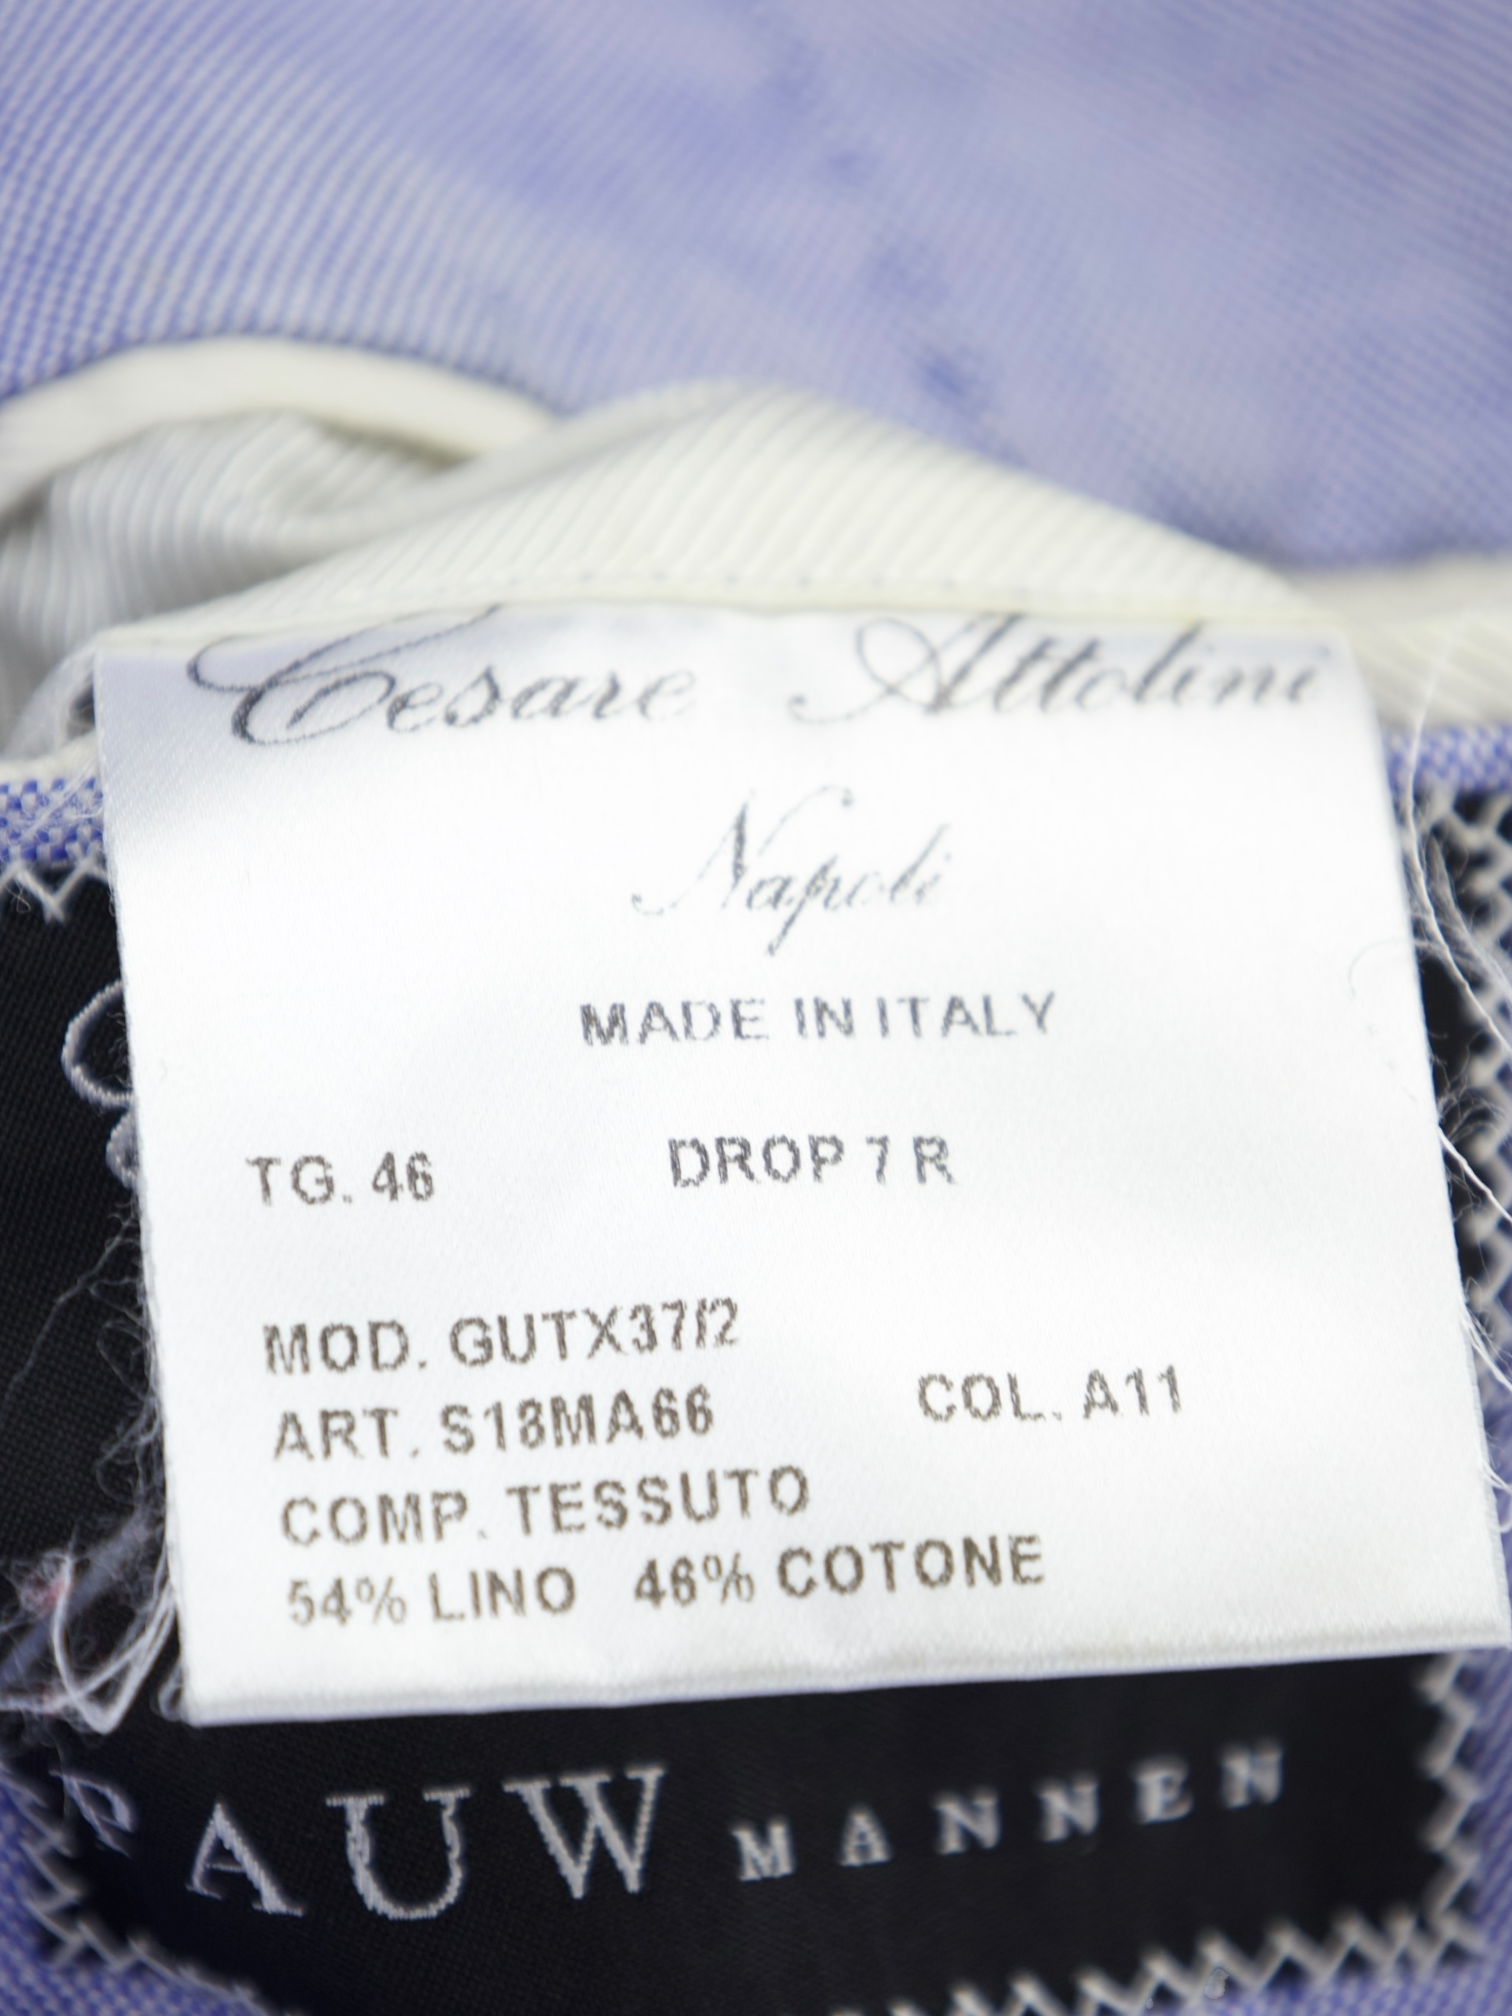 Cesare Attolini
Napoli
MADE IN ITALY
TG. 46 DROP 7 R
MOD. GUTX37/2
ART. S18MA66 COL. A11
COMP. TESSUTO
54% LINO 46% COTONE
PAUW MANNEN